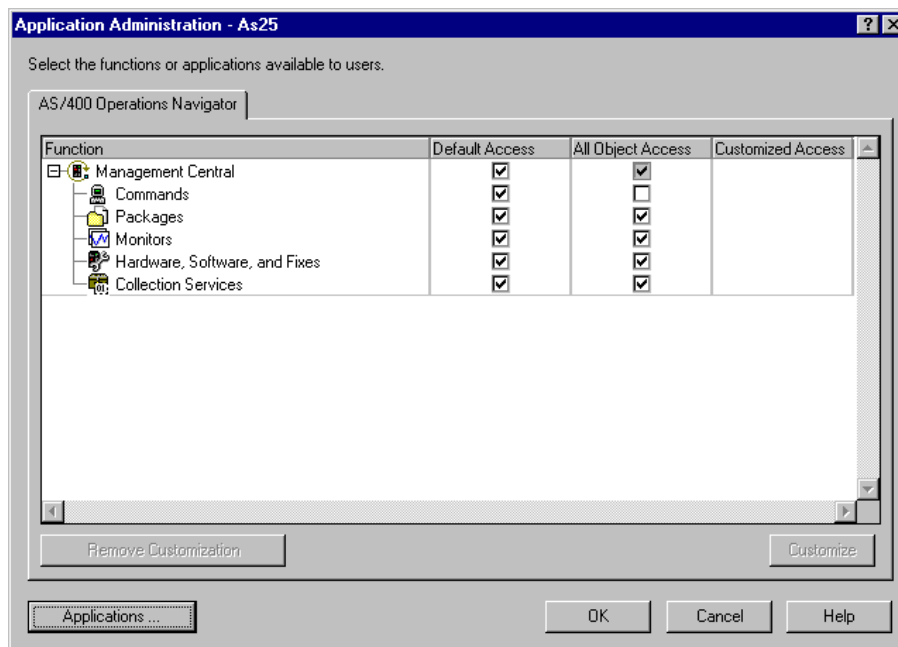 Application Administration - As25
Select the functions or applications available to users.
AS/400 Operations Navigator
Function Default Access All Object Access Customized Access
Management Central
Commands
Packages
Monitors
Hardware, Software, and Fixes
Collection Services
Remove Customization Customize
Applications ... OK Cancel Help